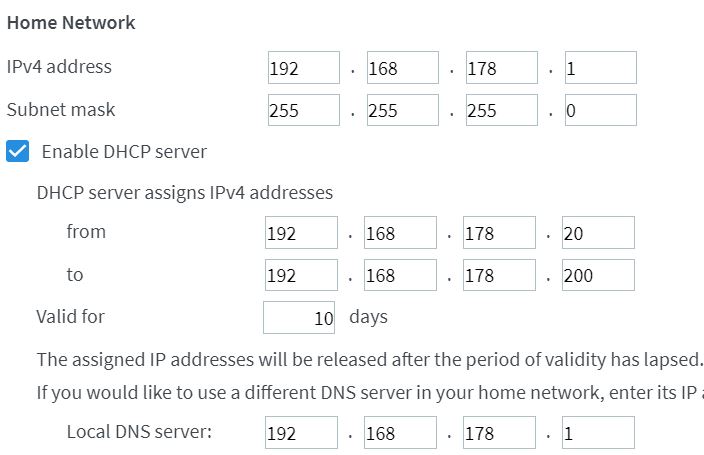 Home Network
IPv4 address 192 . 168 . 178 . 1
Subnet mask 255 . 255 . 255 . 0
Enable DHCP server
DHCP server assigns IPv4 addresses
from 192 . 168 . 178 . 20
to 192 . 168 . 178 . 200
Valid for 10 days
The assigned IP addresses will be released after the period of validity has lapsed.
If you would like to use a different DNS server in your home network, enter its IP
Local DNS server: 192 . 168 . 178 . 1